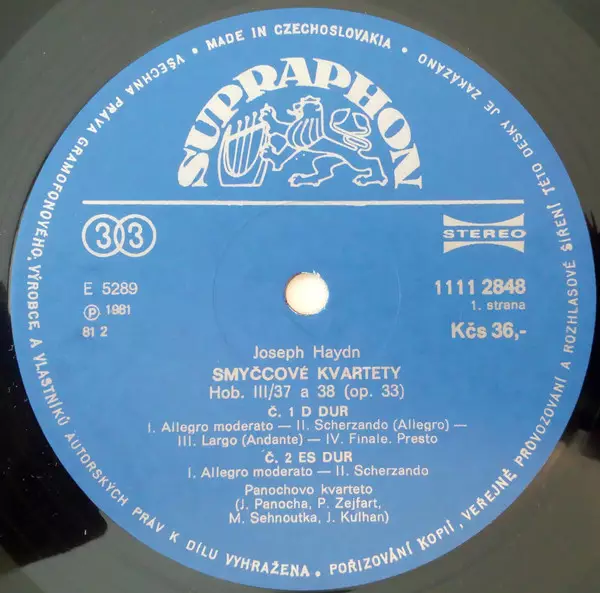 • MADE IN CZECHOSLOVAKIA •
VŠECHNA PRÁVA GRAMOFONOVÉHO VÝROBCE A VLASTNÍKŮ AUTORSKÝCH PRÁV K DÍLU VYHRAŽENA • POŘIZOVÁNÍ KOPIÍ, VEŘEJNÉ PROVOZOVÁNÍ A ROZHLASOVÉ ŠÍŘENÍ TÉTO DESKY JE ZAKÁZÁNO
SUPRAPHON
33
STEREO
E 5289
1111 2848
Ⓟ 1981
1. strana
81 2
Kčs 36,-
Joseph Haydn
SMYČCOVÉ KVARTETY
Hob. III/37 a 38 (op. 33)
Č. 1 D DUR
I. Allegro moderato — II. Scherzando (Allegro) —
III. Largo (Andante) — IV. Finale. Presto
Č. 2 ES DUR
I. Allegro moderato — II. Scherzando
Panochovo kvarteto
(J. Panocha, P. Zejfart,
M. Sehnoutka, J. Kulhan)